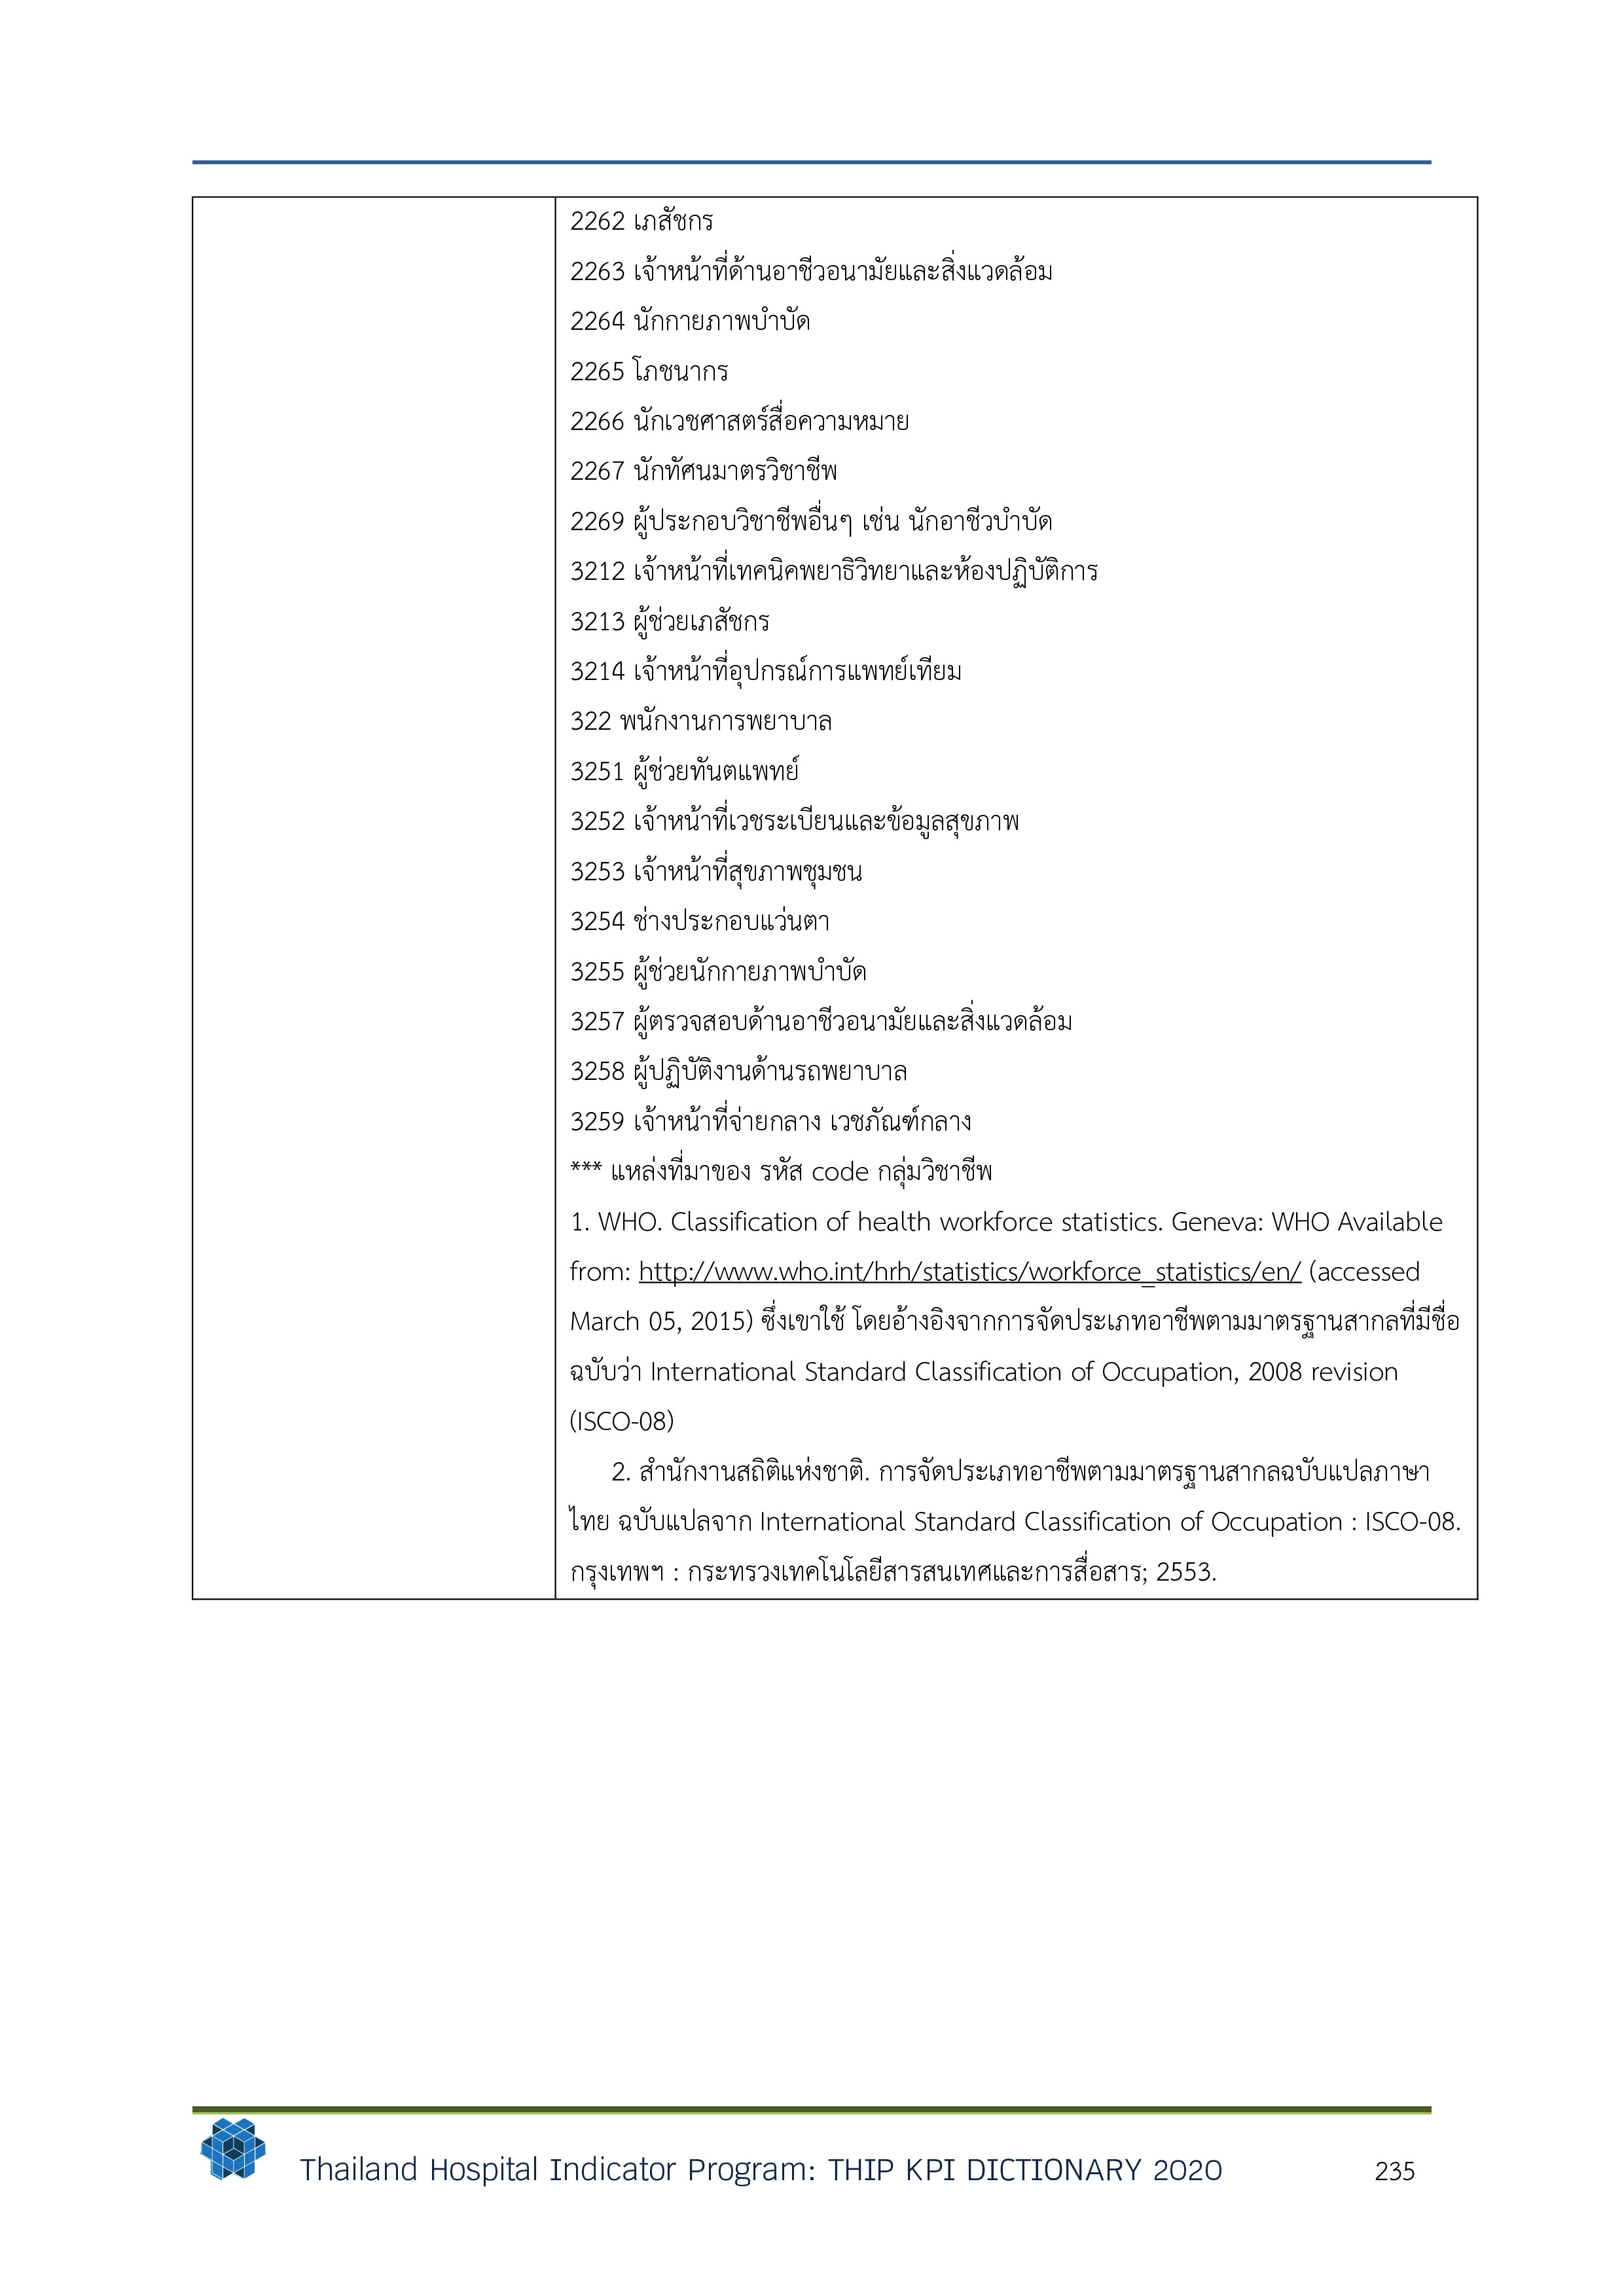 2262 เภสัชกร
2263 เจ้าหน้าที่ด้านอาชีวอนามัยและสิ่งแวดล้อม
2264 นักกายภาพบำบัด
2265 โภชนากร
2266 นักเวชศาสตร์สื่อความหมาย
2267 นักทัศนมาตรวิชาชีพ
2269 ผู้ประกอบวิชาชีพอื่นๆ เช่น นักอาชีวบำบัด
3212 เจ้าหน้าที่เทคนิคพยาธิวิทยาและห้องปฏิบัติการ
3213 ผู้ช่วยเภสัชกร
3214 เจ้าหน้าที่อุปกรณ์การแพทย์เทียม
322 พนักงานการพยาบาล
3251 ผู้ช่วยทันตแพทย์
3252 เจ้าหน้าที่เวชระเบียนและข้อมูลสุขภาพ
3253 เจ้าหน้าที่สุขภาพชุมชน
3254 ช่างประกอบแว่นตา
3255 ผู้ช่วยนักกายภาพบำบัด
3257 ผู้ตรวจสอบด้านอาชีวอนามัยและสิ่งแวดล้อม
3258 ผู้ปฏิบัติงานด้านรถพยาบาล
3259 เจ้าหน้าที่จ่ายกลาง เวชภัณฑ์กลาง
*** แหล่งที่มาของ รหัส code กลุ่มวิชาชีพ
1. WHO. Classification of health workforce statistics. Geneva: WHO Available
from: http://www.who.int/hrh/statistics/workforce_statistics/en/ (accessed
March 05, 2015) ซึ่งเขาใช้ โดยอ้างอิงจากการจัดประเภทอาชีพตามมาตรฐานสากลที่มีชื่อ
ฉบับว่า International Standard Classification of Occupation, 2008 revision
(ISCO-08)
2. สำนักงานสถิติแห่งชาติ. การจัดประเภทอาชีพตามมาตรฐานสากลฉบับแปลภาษา
ไทย ฉบับแปลจาก International Standard Classification of Occupation : ISCO-08.
กรุงเทพฯ : กระทรวงเทคโนโลยีสารสนเทศและการสื่อสาร; 2553.
Thailand Hospital Indicator Program: THIP KPI DICTIONARY 2020 235